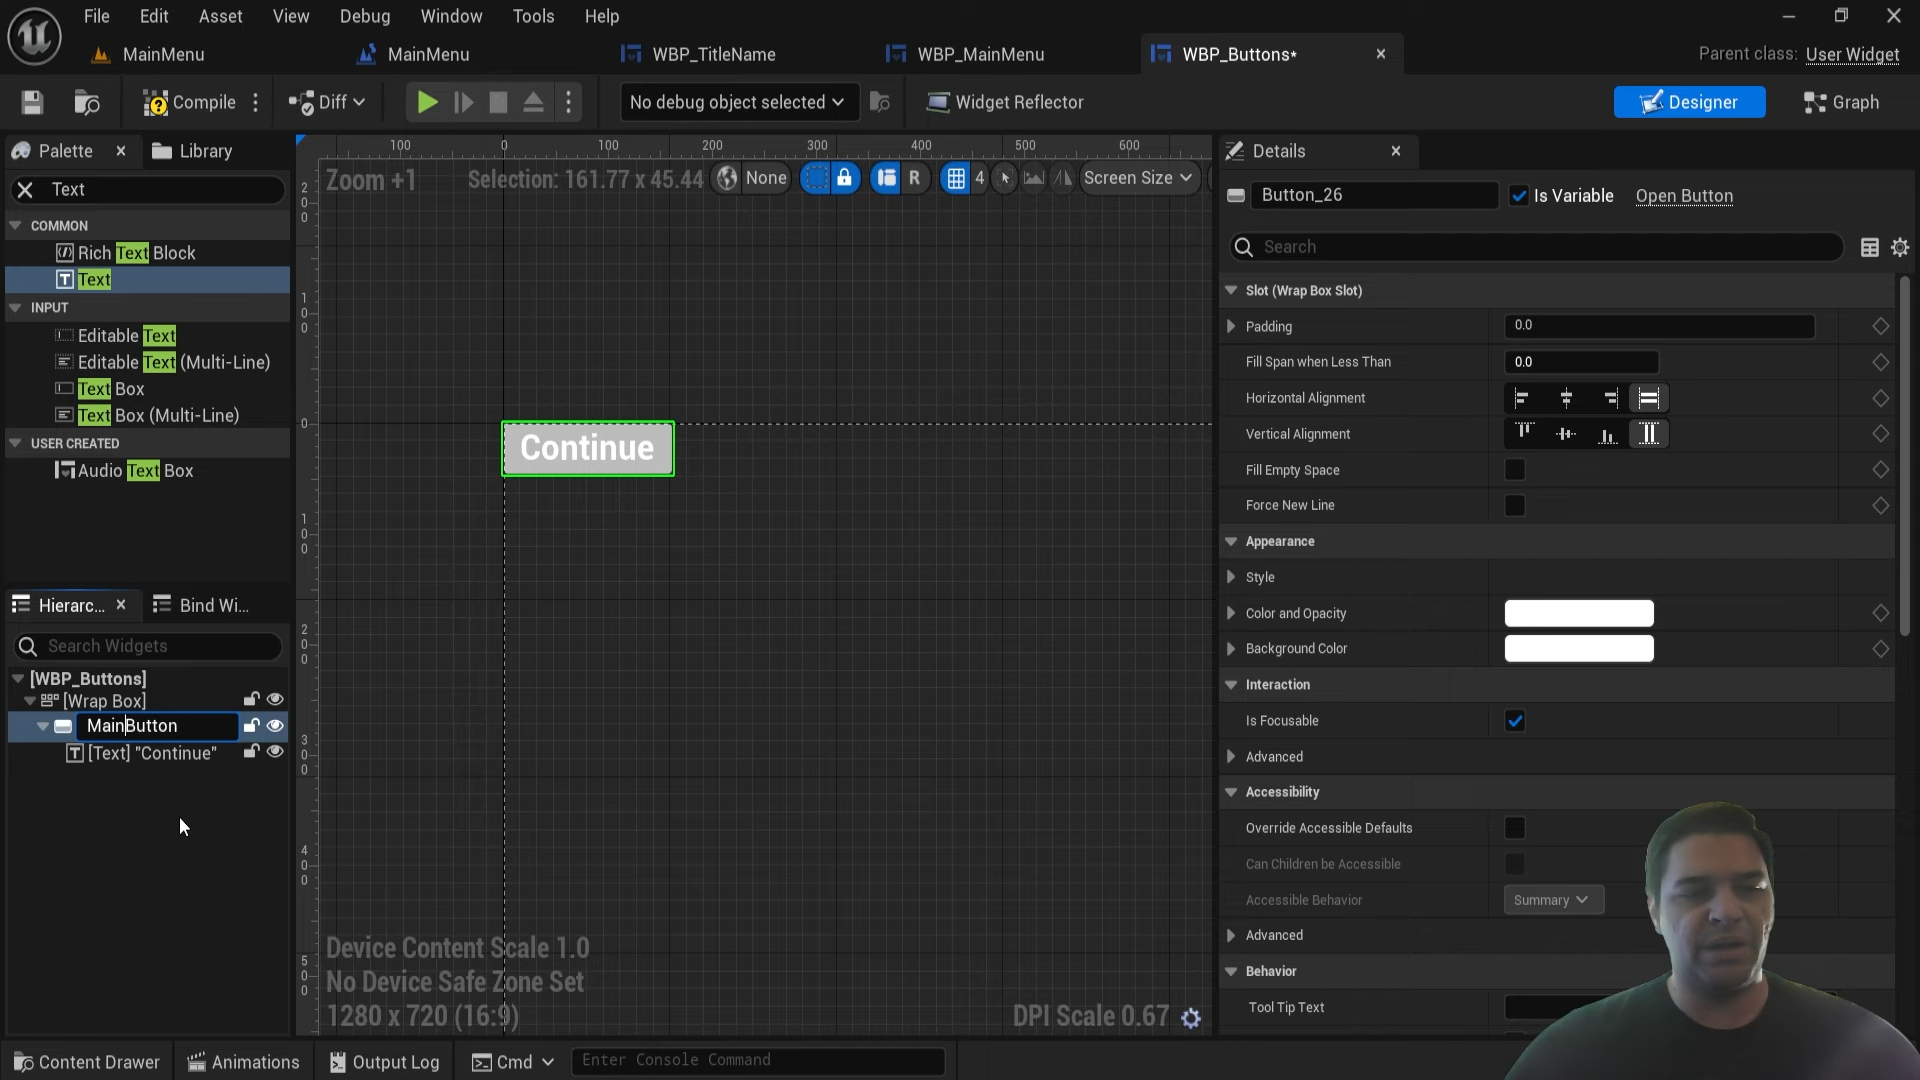 File Edit Asset View Debug Window Tools Help
MainMenu MainMenu WBP_TitleName WBP_MainMenu WBP_Buttons* Parent class: User Widget
Compile Diff No debug object selected Widget Reflector Designer Graph
Palette Library
Text
COMMON
Rich Text Block
Text
INPUT
Editable Text
Editable Text (Multi-Line)
Text Box
Text Box (Multi-Line)
USER CREATED
Audio Text Box
Hierarc... Bind Wi...
Search Widgets
[WBP_Buttons]
[Wrap Box]
MainButton
[Text] "Continue"
100 0 100 200 300 400 500 600
Zoom +1 Selection: 161.77 x 45.44 None R 4 Screen Size
200
100
0
100
200
300
400
500
Continue
Device Content Scale 1.0
No Device Safe Zone Set
1280 x 720 (16:9) DPI Scale 0.67
Details
Button_26 Is Variable Open Button
Search
Slot (Wrap Box Slot)
Padding 0.0
Fill Span when Less Than 0.0
Horizontal Alignment
Vertical Alignment
Fill Empty Space
Force New Line
Appearance
Style
Color and Opacity
Background Color
Interaction
Is Focusable
Advanced
Accessibility
Override Accessible Defaults
Can Children be Accessible
Accessible Behavior Summary
Advanced
Behavior
Tool Tip Text
Content Drawer Animations Output Log Cmd Enter Console Command